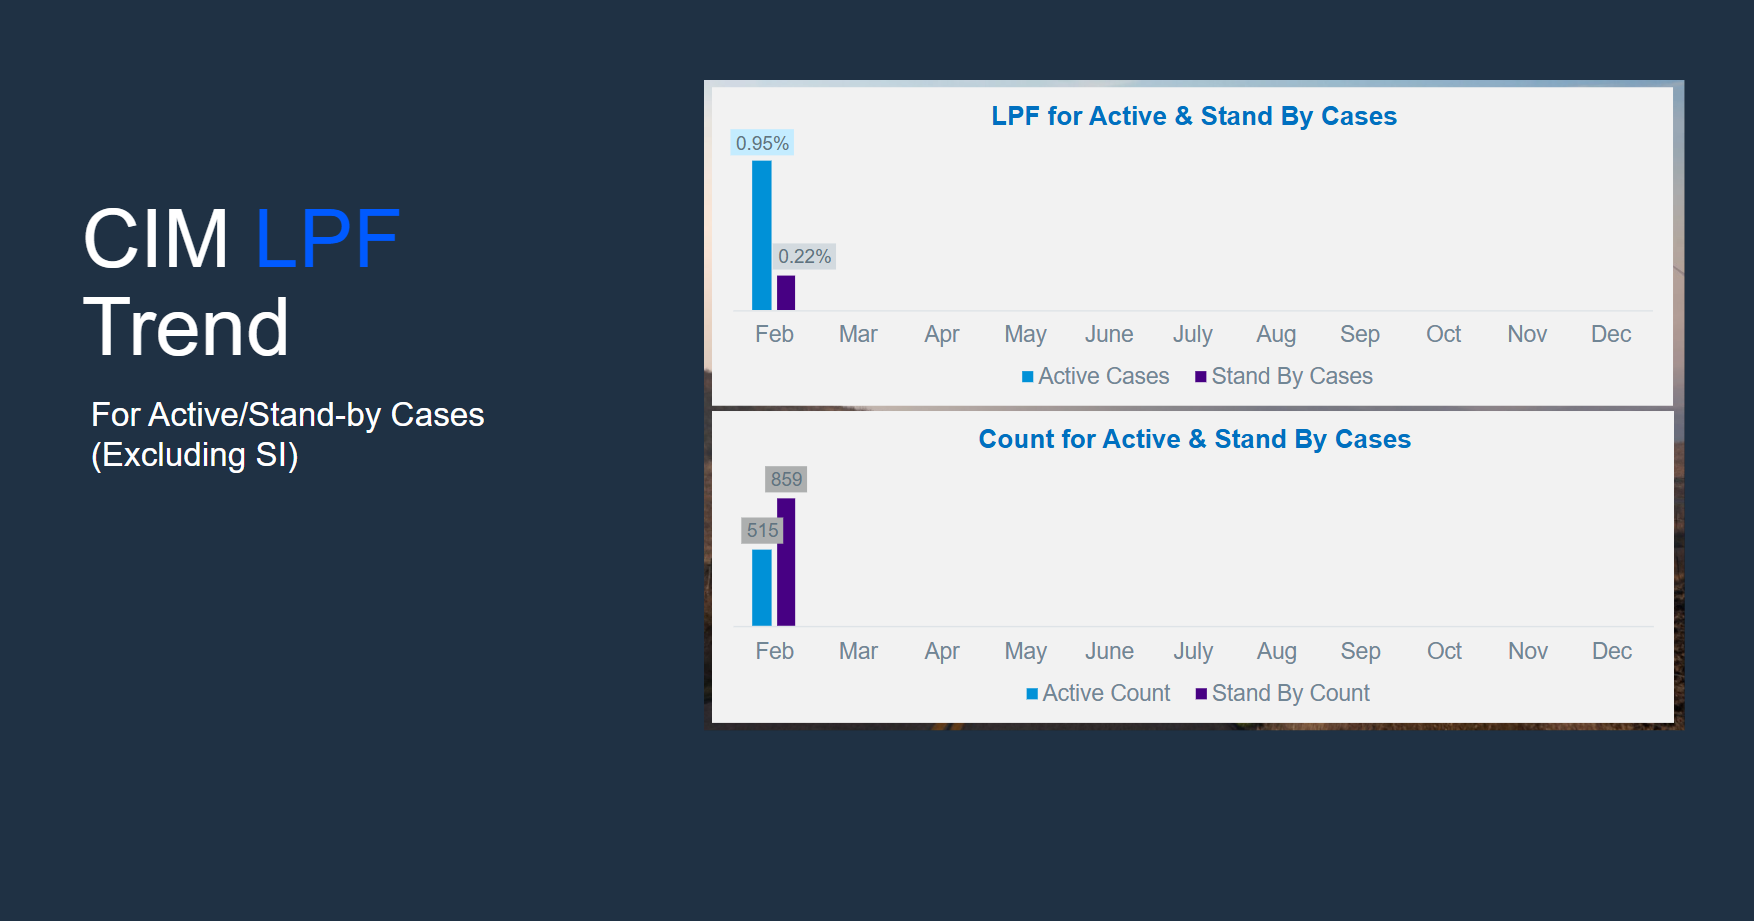 CIM LPF
Trend
For Active/Stand-by Cases
(Excluding SI)
LPF for Active & Stand By Cases
0.95%
0.22%
Feb Mar Apr May June July Aug Sep Oct Nov Dec
Active Cases Stand By Cases
Count for Active & Stand By Cases
859
515
Feb Mar Apr May June July Aug Sep Oct Nov Dec
Active Count Stand By Count